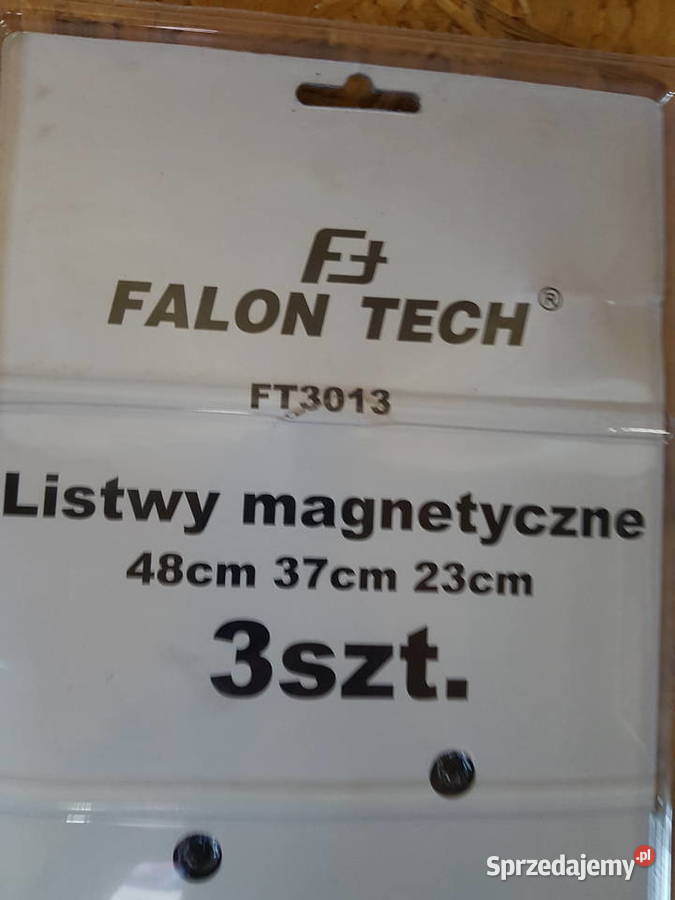 Ft
FALON TECH®
FT3013
Listwy magnetyczne
48cm 37cm 23cm
3szt.
Sprzedajemy.pl